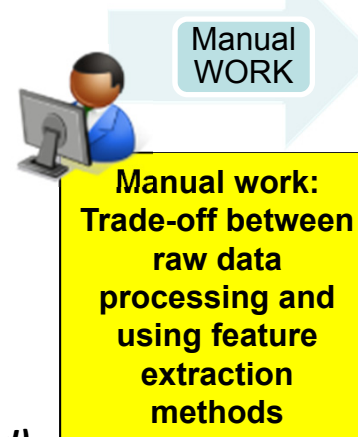 Manual
WORK
Manual work:
Trade-off between
raw data
processing and
using feature
extraction
methods